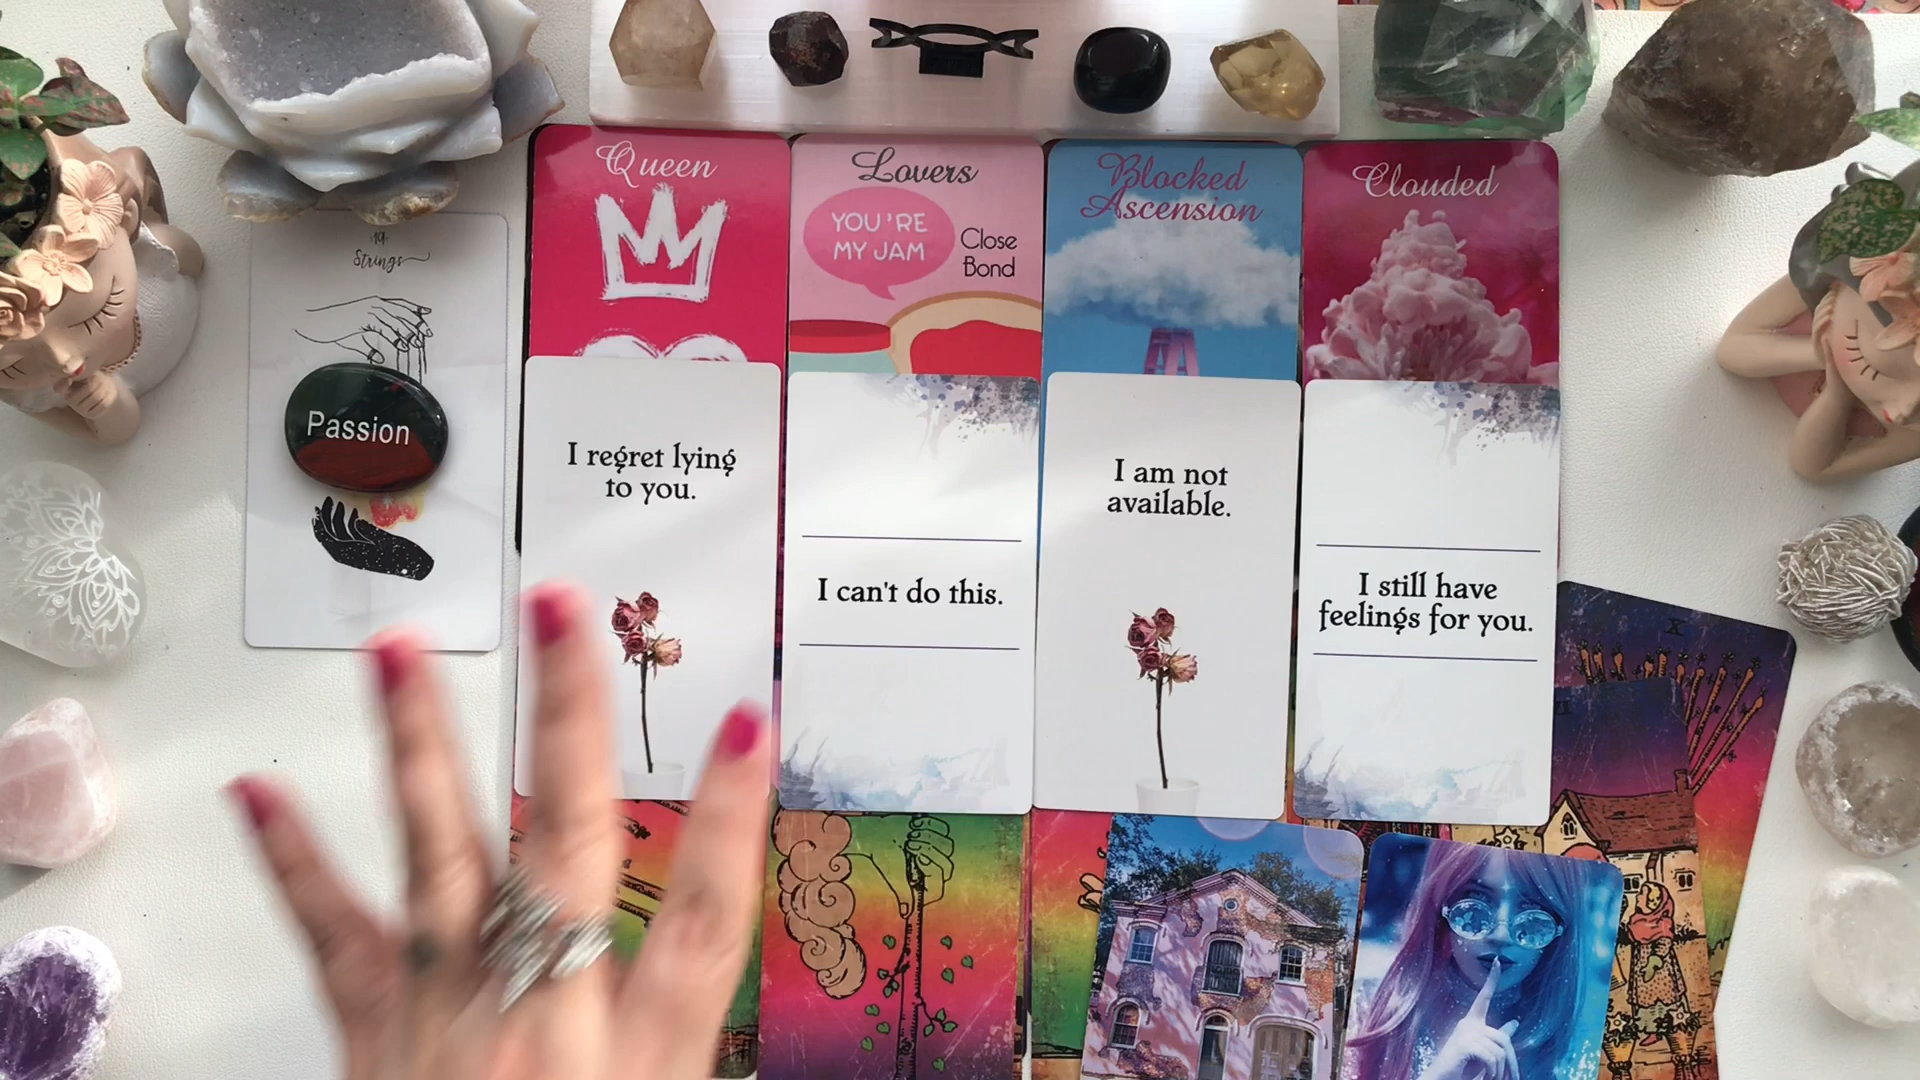 Strings
Passion
Queen
Lovers
YOU'RE
MY JAM
Close
Bond
Blocked
Ascension
Clouded
I regret lying
to you.
I can't do this.
I am not
available.
I still have
feelings for you.
X